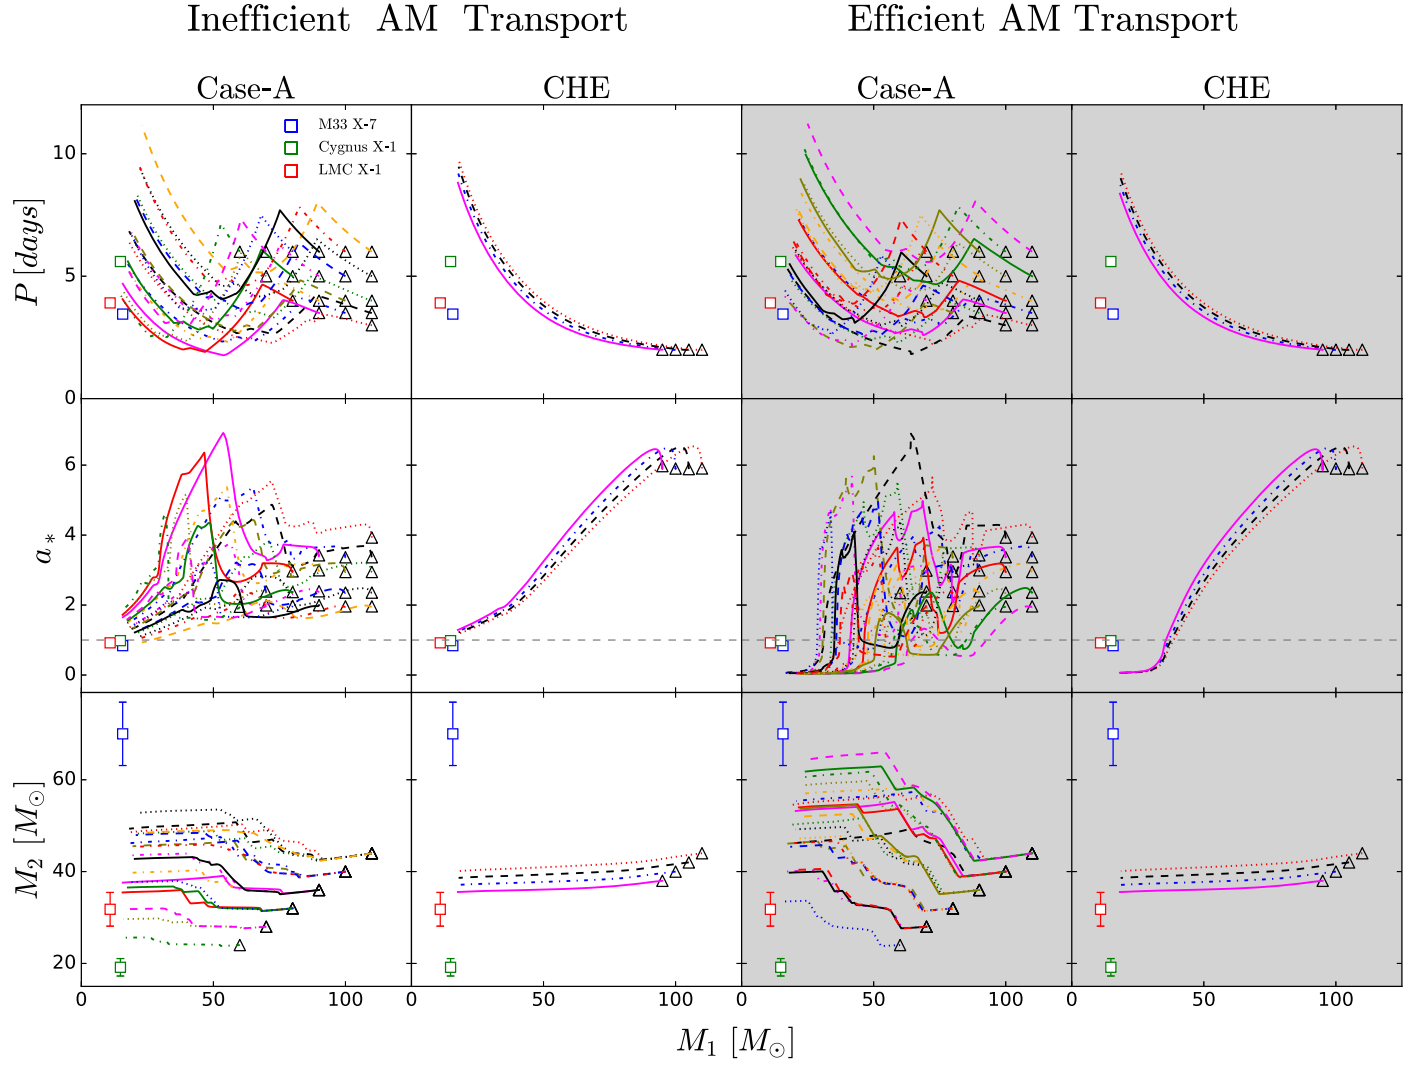 Inefficient AM Transport
Efficient AM Transport
Case-A
CHE
Case-A
CHE
M33 X-7
Cygnus X-1
LMC X-1
P [days]
10
5
0
a*
6
4
2
0
M2 [M⊙]
60
40
20
0 50 100
0 50 100
0 50 100
0 50 100
M1 [M⊙]